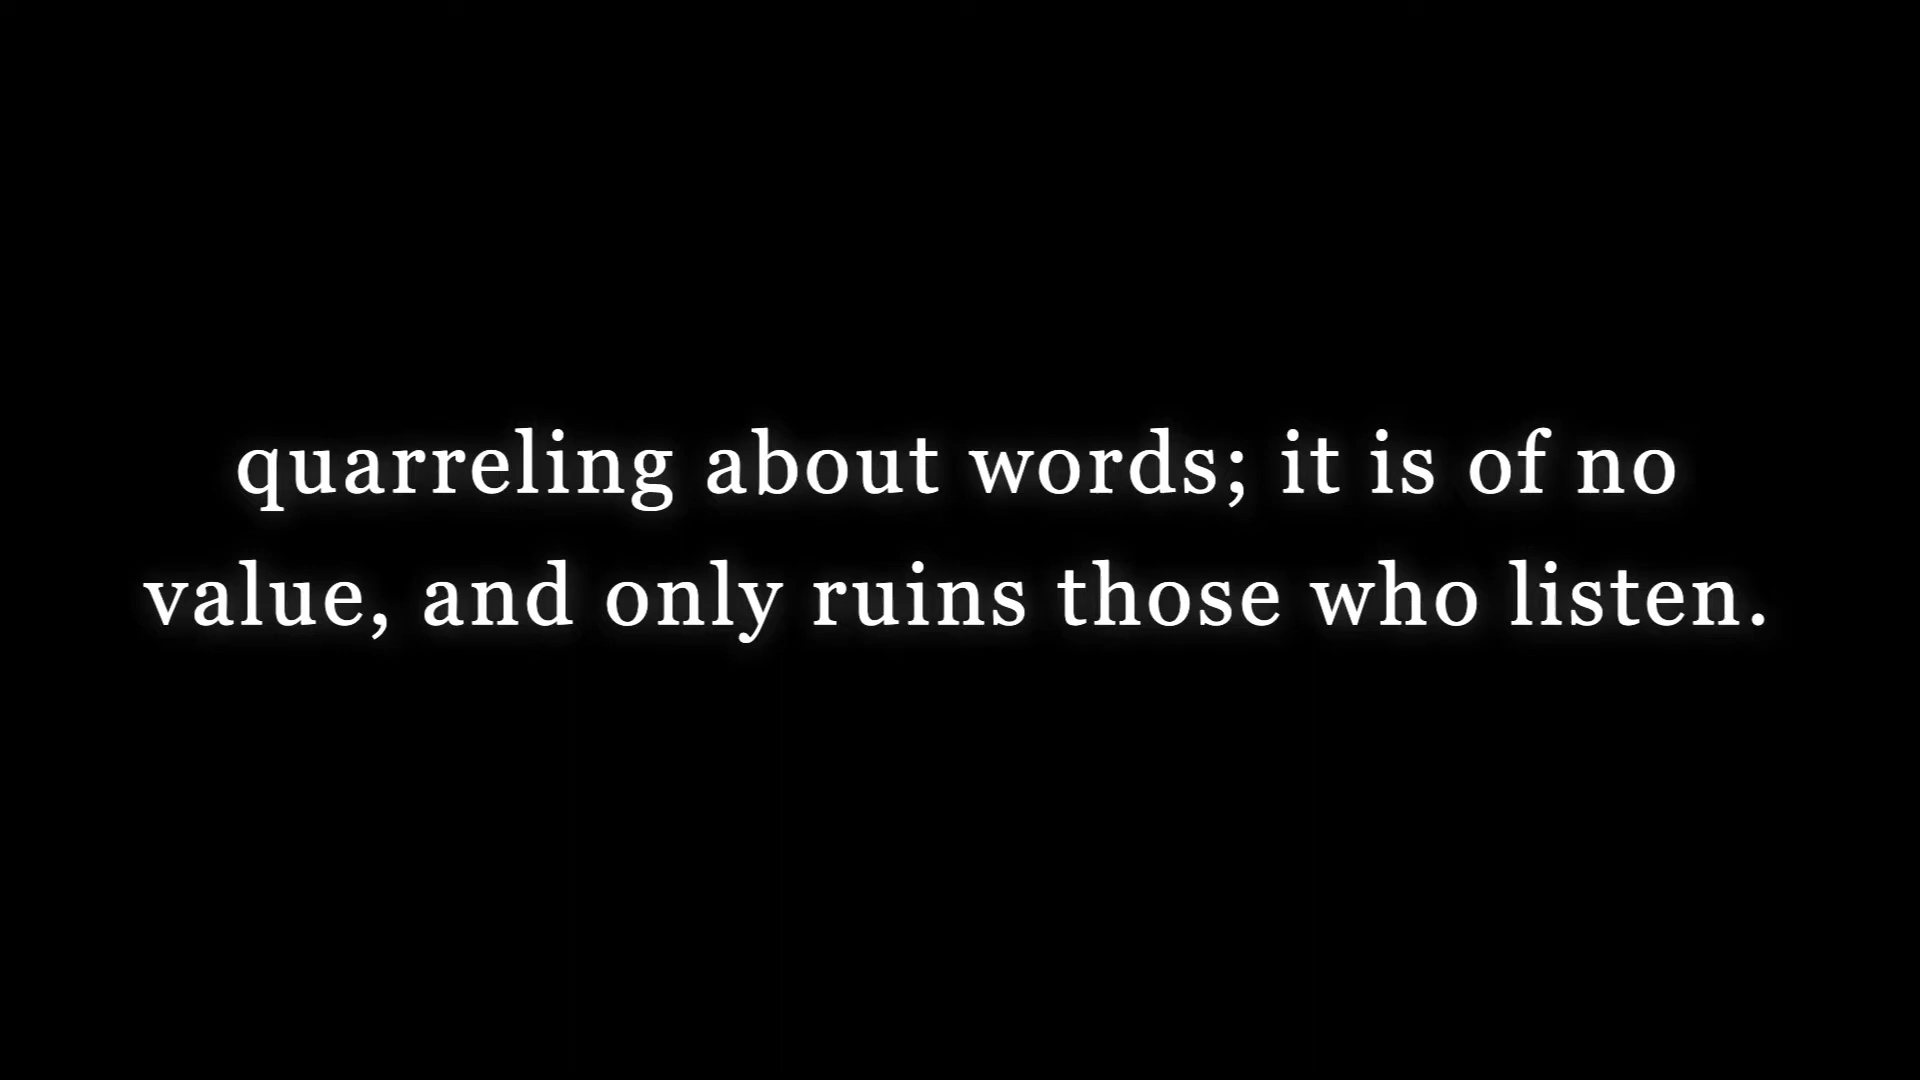 quarreling about words; it is of no
value, and only ruins those who listen.